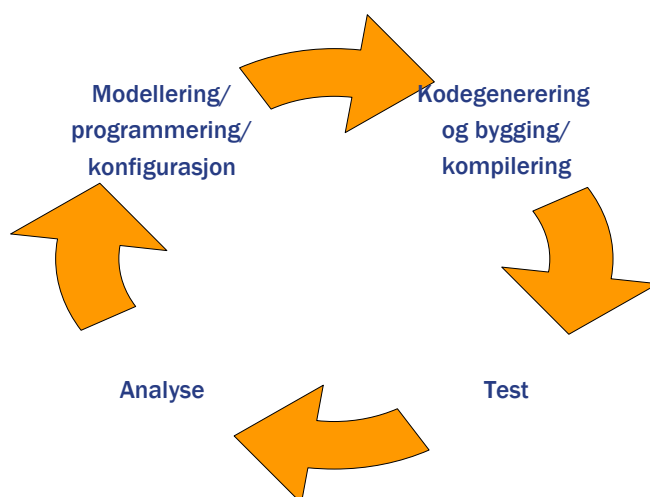 Modellering/
programmering/
konfigurasjon
Kodegenerering
og bygging/
kompilering
Analyse
Test